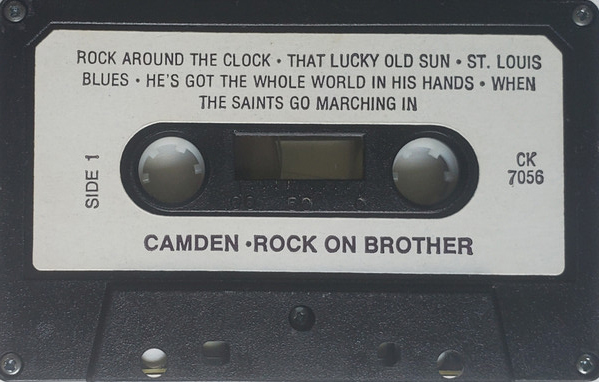 ROCK AROUND THE CLOCK • THAT LUCKY OLD SUN • ST. LOUIS
BLUES • HE'S GOT THE WHOLE WORLD IN HIS HANDS • WHEN
THE SAINTS GO MARCHING IN
SIDE 1
CK
7056
CAMDEN • ROCK ON BROTHER